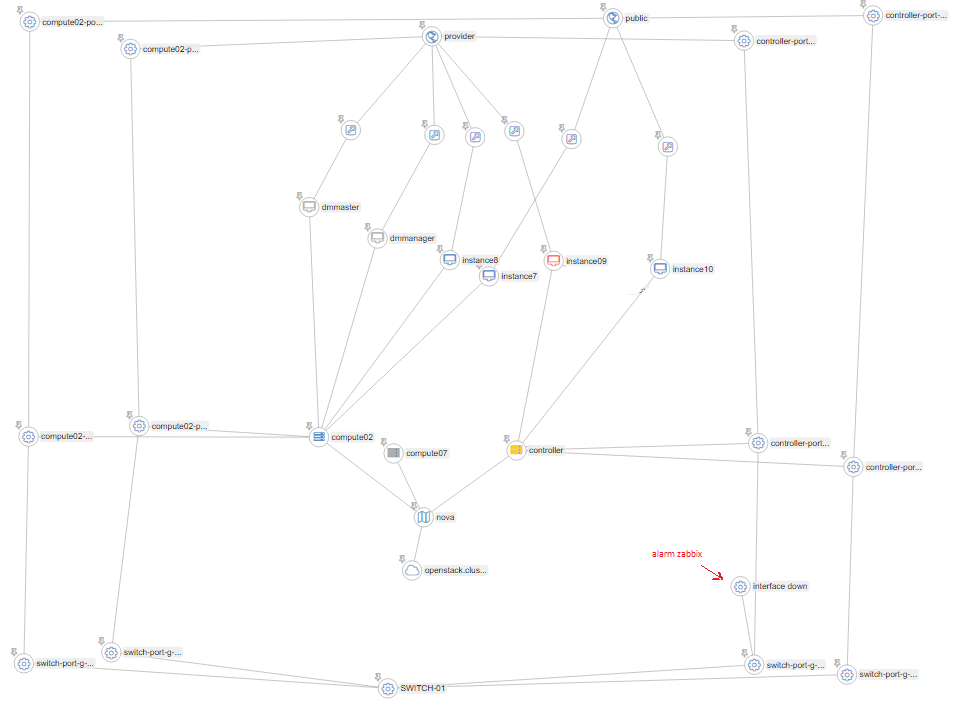 compute02-po...
public
controller-port-...
compute02-p...
provider
controller-port...
dmmaster
dmmanager
instance8
instance09
instance10
instance7
compute02-p...
compute02-...
compute02
controller-port...
compute07
controller
controller-por...
nova
alarm zabbix
openstack.clus...
interface down
switch-port-g-...
switch-port-g-...
switch-port-g-...
switch-port-g-...
SWITCH-01